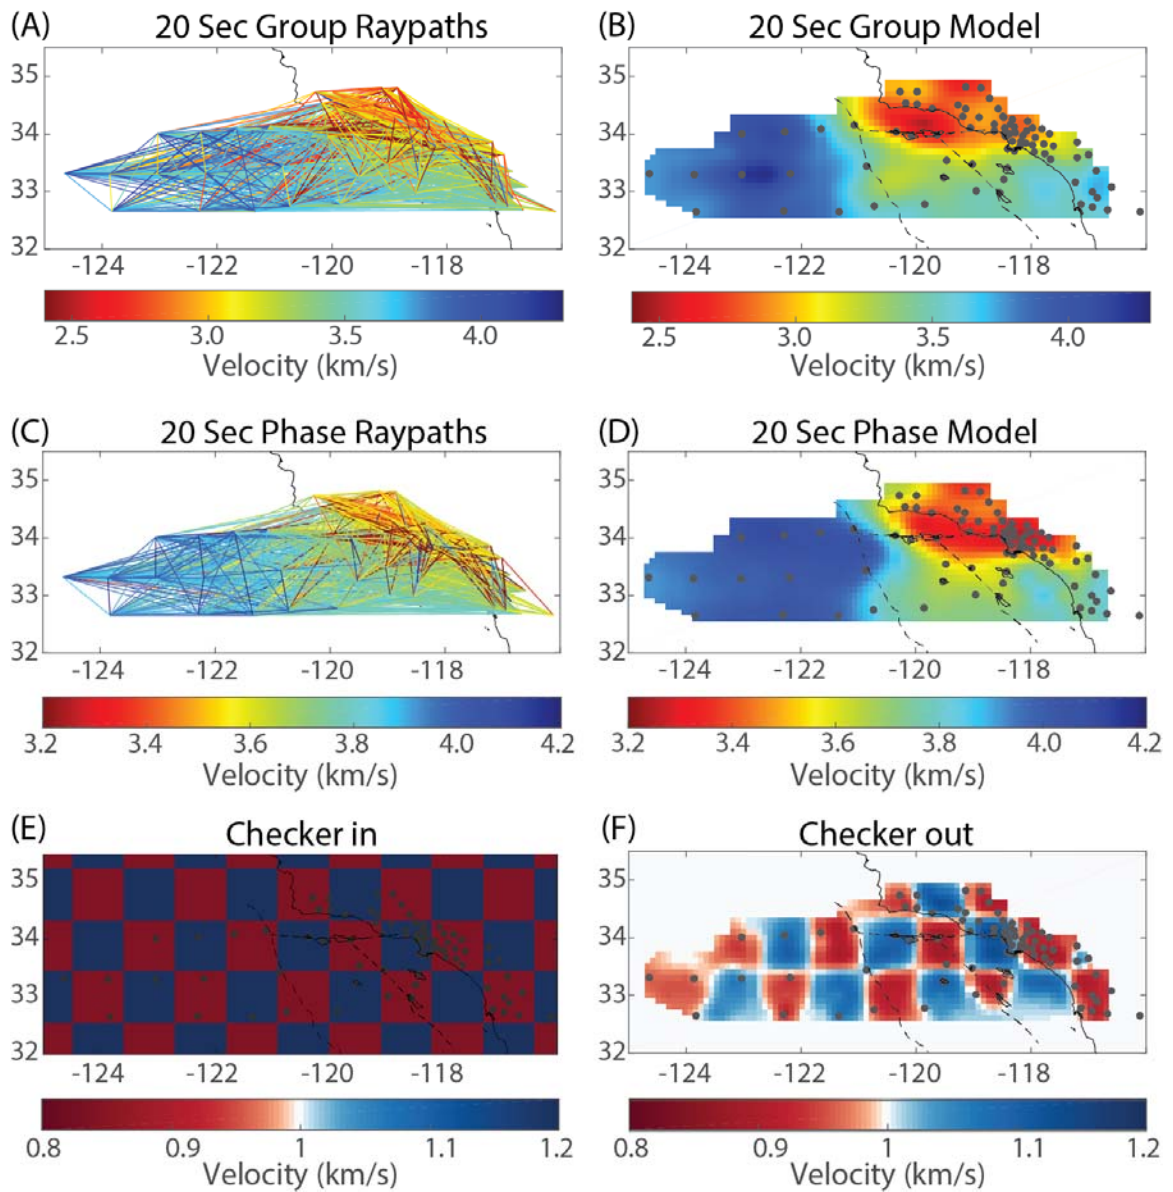 (A) 20 Sec Group Raypaths
35
34
33
32
-124 -122 -120 -118
2.5 3.0 3.5 4.0
Velocity (km/s)
(B) 20 Sec Group Model
35
34
33
32
-124 -122 -120 -118
2.5 3.0 3.5 4.0
Velocity (km/s)
(C) 20 Sec Phase Raypaths
35
34
33
32
-124 -122 -120 -118
3.2 3.4 3.6 3.8 4.0 4.2
Velocity (km/s)
(D) 20 Sec Phase Model
35
34
33
32
-124 -122 -120 -118
3.2 3.4 3.6 3.8 4.0 4.2
Velocity (km/s)
(E) Checker in
35
34
33
32
-124 -122 -120 -118
0.8 0.9 1 1.1 1.2
Velocity (km/s)
(F) Checker out
35
34
33
32
-124 -122 -120 -118
0.8 0.9 1 1.1 1.2
Velocity (km/s)